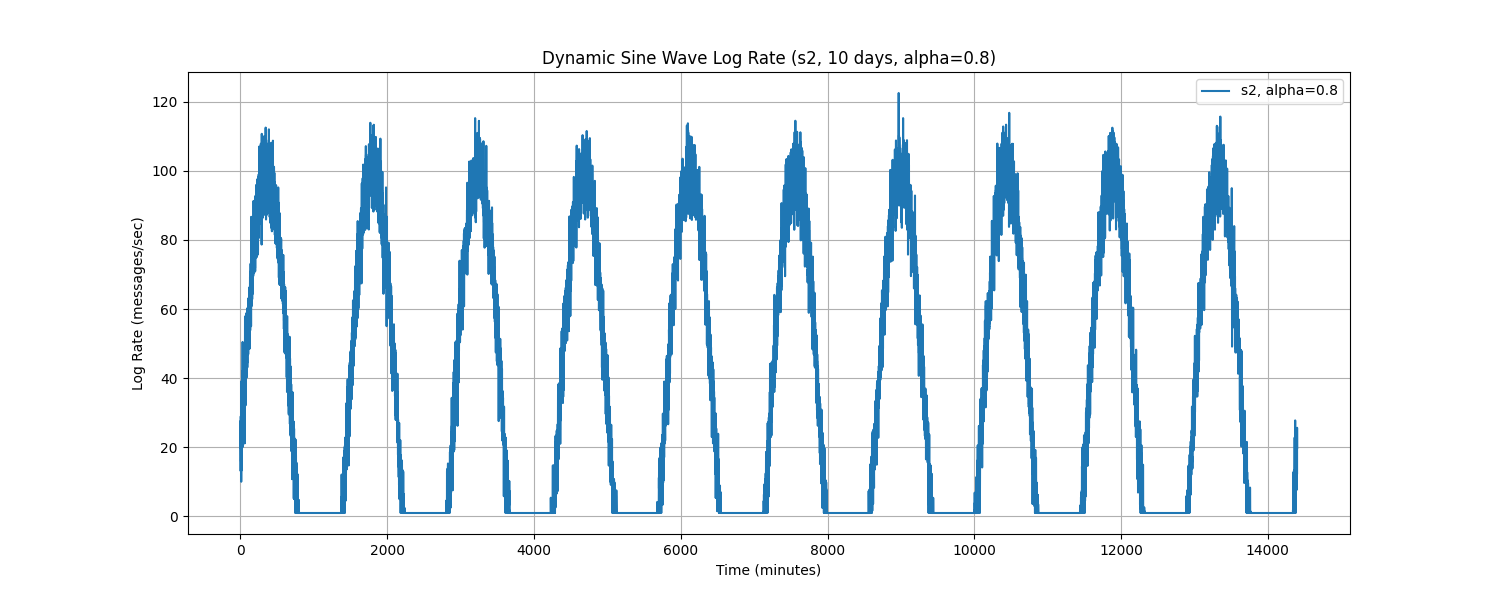 Dynamic Sine Wave Log Rate (s2, 10 days, alpha=0.8)
s2, alpha=0.8
Log Rate (messages/sec)
120
100
80
60
40
20
0
0 2000 4000 6000 8000 10000 12000 14000
Time (minutes)